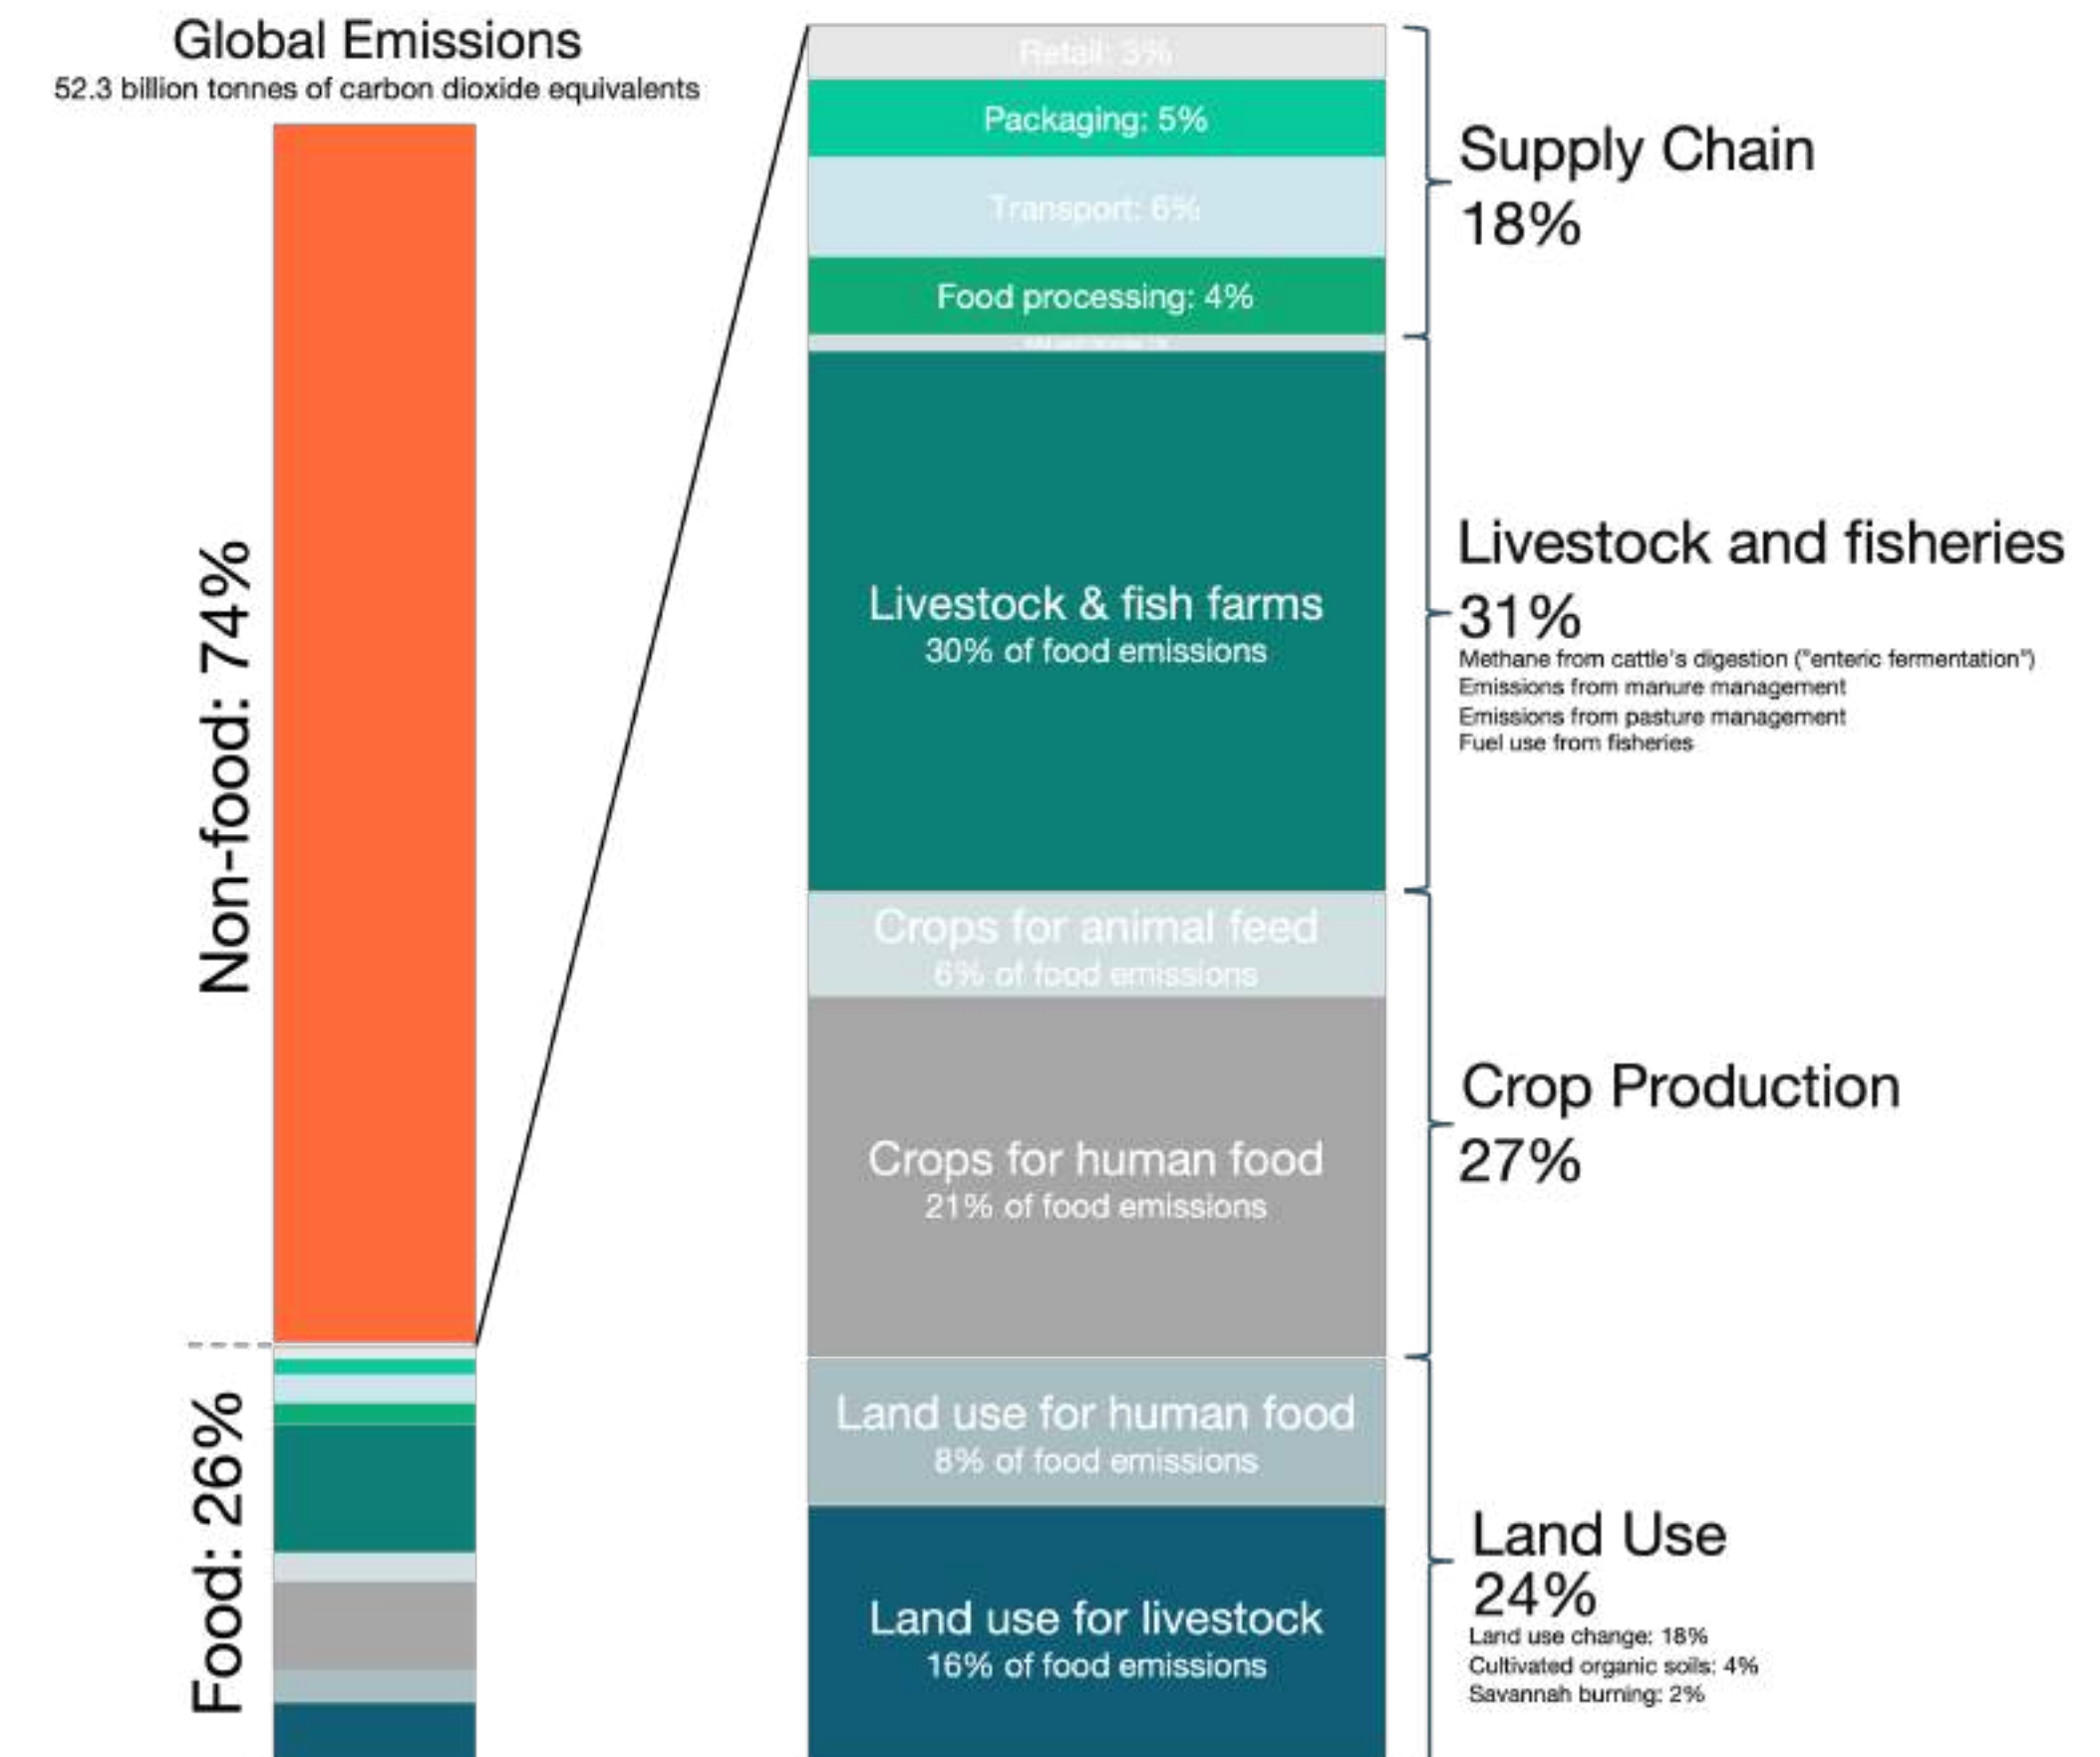 Global Emissions
52.3 billion tonnes of carbon dioxide equivalents
Non-food: 74%
Food: 26%
Retail: 3%
Packaging: 5%
Transport: 6%
Food processing: 4%
Livestock & fish farms
30% of food emissions
Crops for animal feed
6% of food emissions
Crops for human food
21% of food emissions
Land use for human food
8% of food emissions
Land use for livestock
16% of food emissions
Supply Chain
18%
Livestock and fisheries
31%
Methane from cattle's digestion ("enteric fermentation")
Emissions from manure management
Emissions from pasture management
Fuel use from fisheries
Crop Production
27%
Land Use
24%
Land use change: 18%
Cultivated organic soils: 4%
Savannah burning: 2%